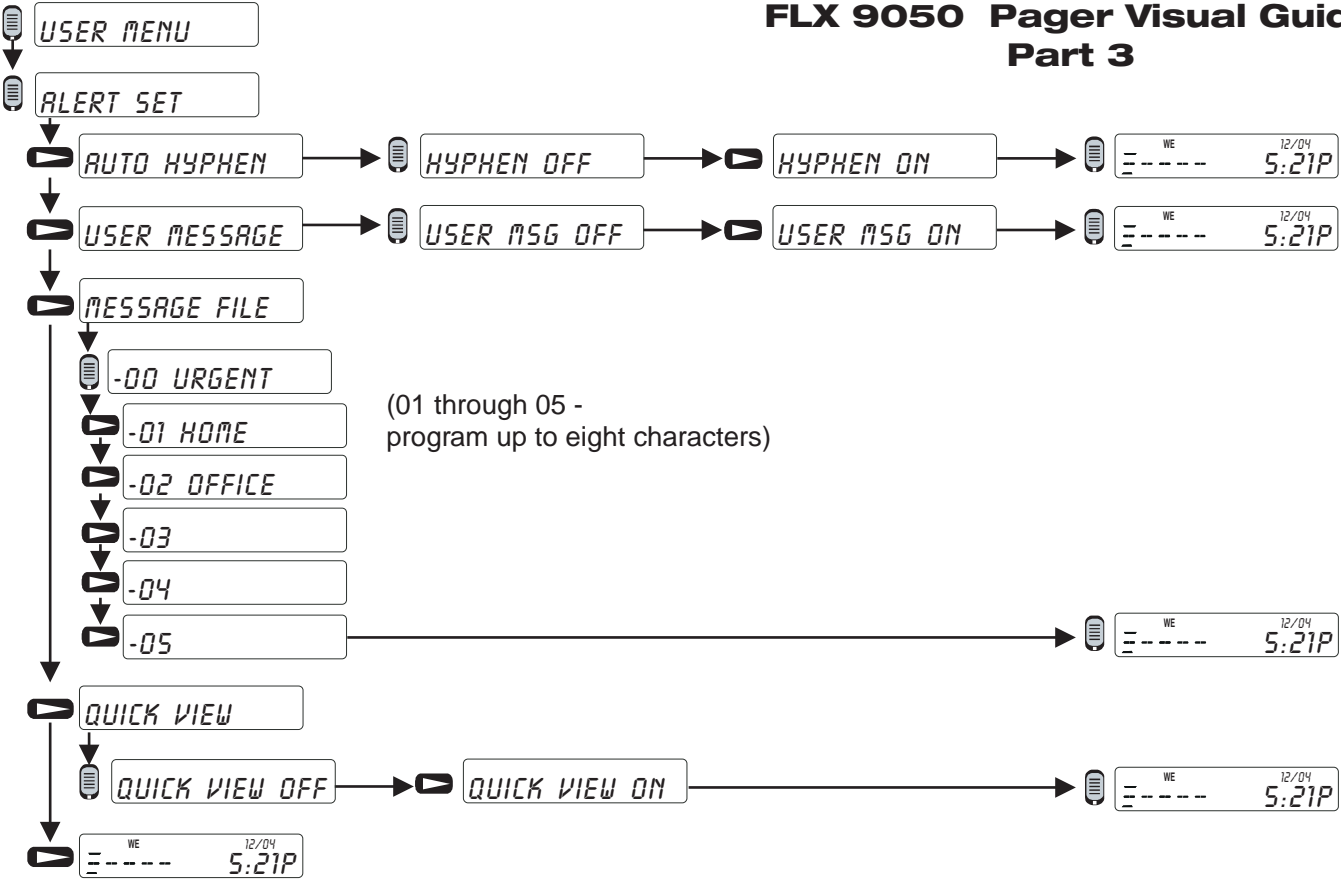 FLX 9050 Pager Visual
Part 3
USER MENU
ALERT SET
AUTO HYPHEN
HYPHEN OFF
HYPHEN ON
WE 12/04
5:21P
USER MESSAGE
USER MSG OFF
USER MSG ON
WE 12/04
5:21P
MESSAGE FILE
-00 URGENT
(01 through 05 -
program up to eight characters)
-01 HOME
-02 OFFICE
-03
-04
-05
WE 12/04
5:21P
QUICK VIEW
QUICK VIEW OFF
QUICK VIEW ON
WE 12/04
5:21P
WE 12/04
5:21P